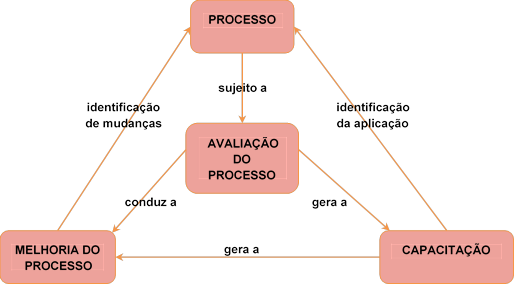 PROCESSO
sujeito a
identificação
de mudanças
identificação
da aplicação
AVALIAÇÃO
DO
PROCESSO
conduz a
gera a
MELHORIA DO
PROCESSO
gera a
CAPACITAÇÃO